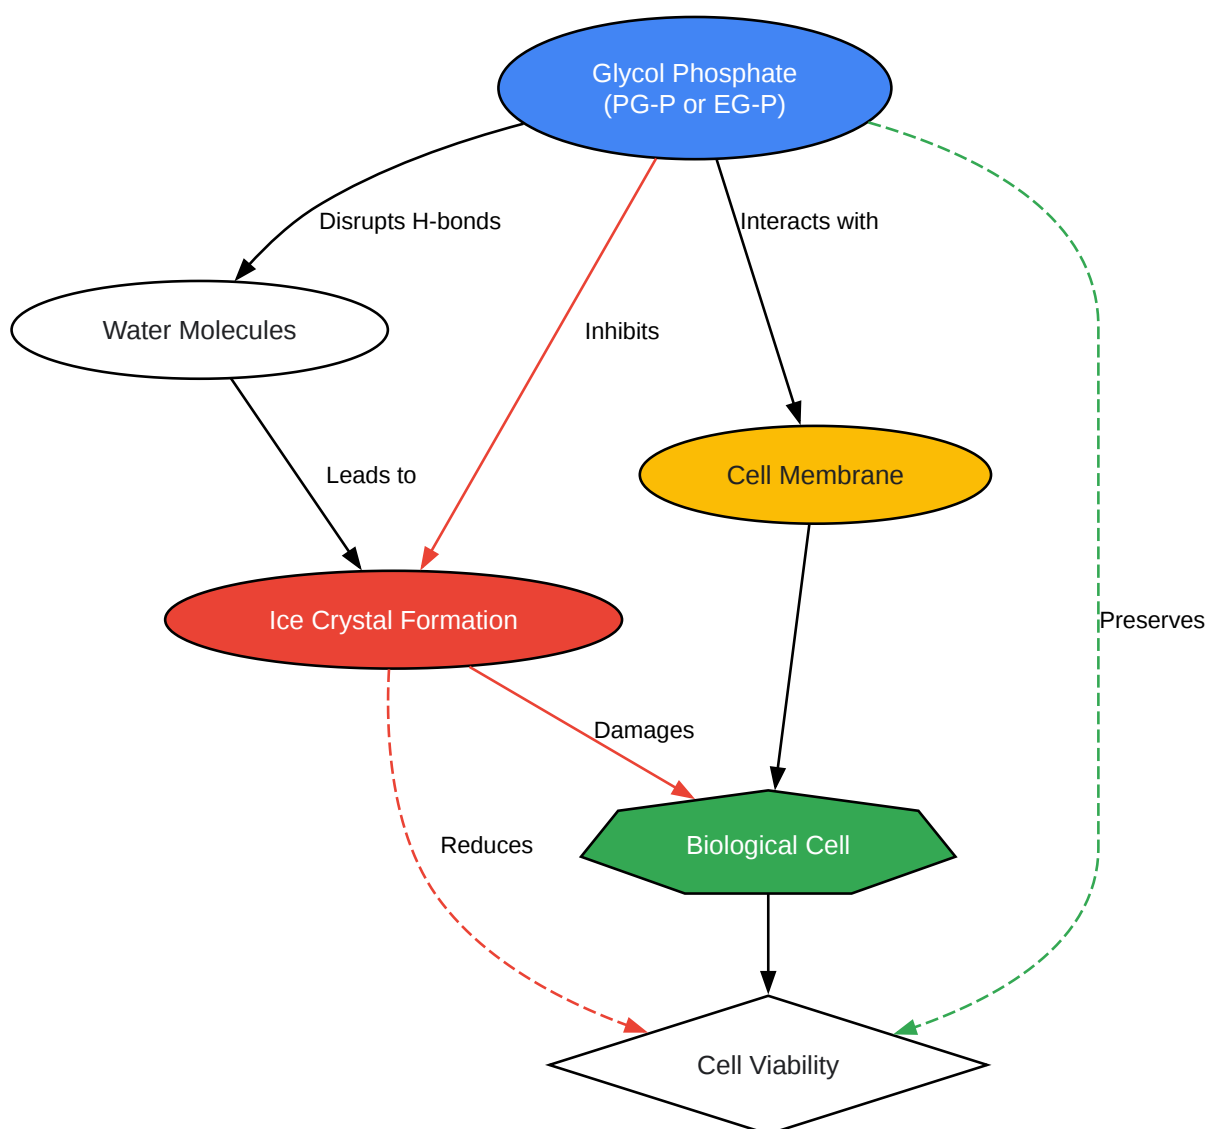 Glycol Phosphate
(PG-P or EG-P)
Disrupts H-bonds
Interacts with
Water Molecules
Inhibits
Leads to
Cell Membrane
Ice Crystal Formation
Preserves
Damages
Reduces
Biological Cell
Cell Viability